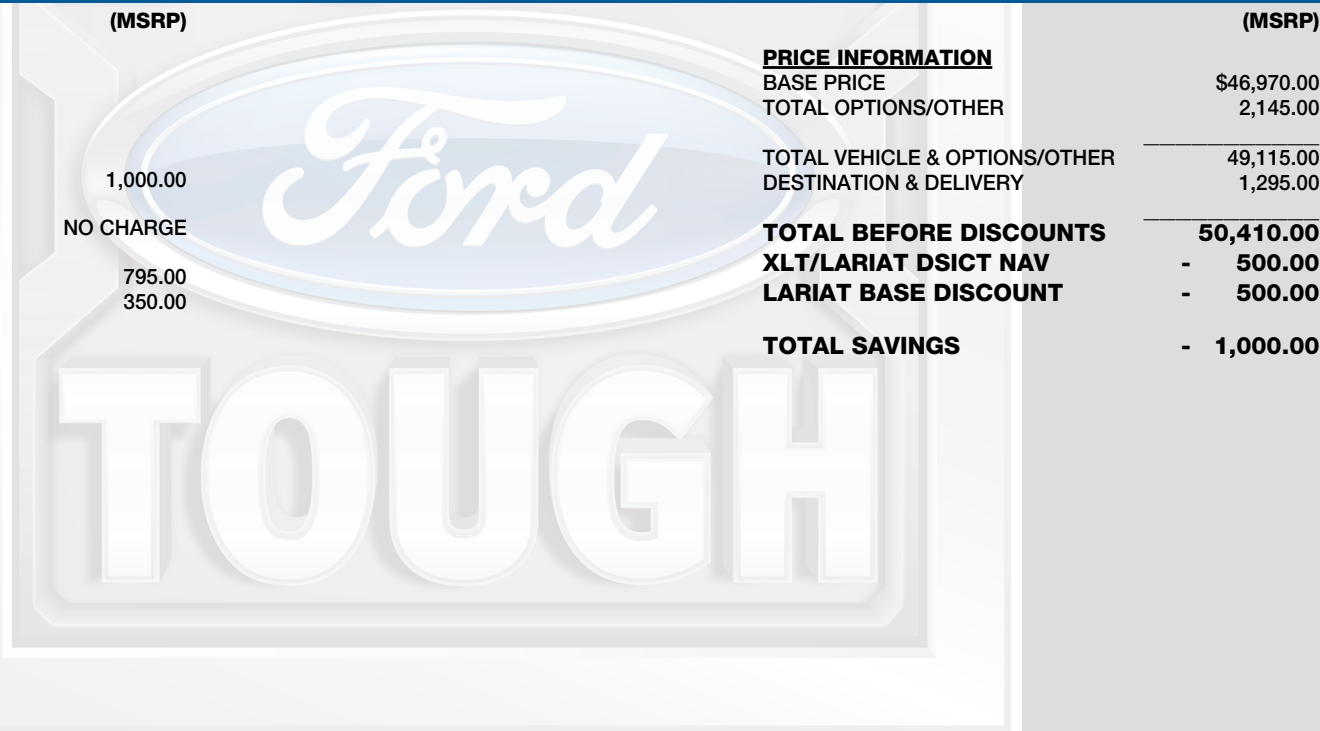 (MSRP)
1,000.00
NO CHARGE
795.00
350.00
Ford
TOUGH
(MSRP)
PRICE INFORMATION
BASE PRICE $46,970.00
TOTAL OPTIONS/OTHER 2,145.00
TOTAL VEHICLE & OPTIONS/OTHER 49,115.00
DESTINATION & DELIVERY 1,295.00
TOTAL BEFORE DISCOUNTS 50,410.00
XLT/LARIAT DSICT NAV - 500.00
LARIAT BASE DISCOUNT - 500.00
TOTAL SAVINGS - 1,000.00